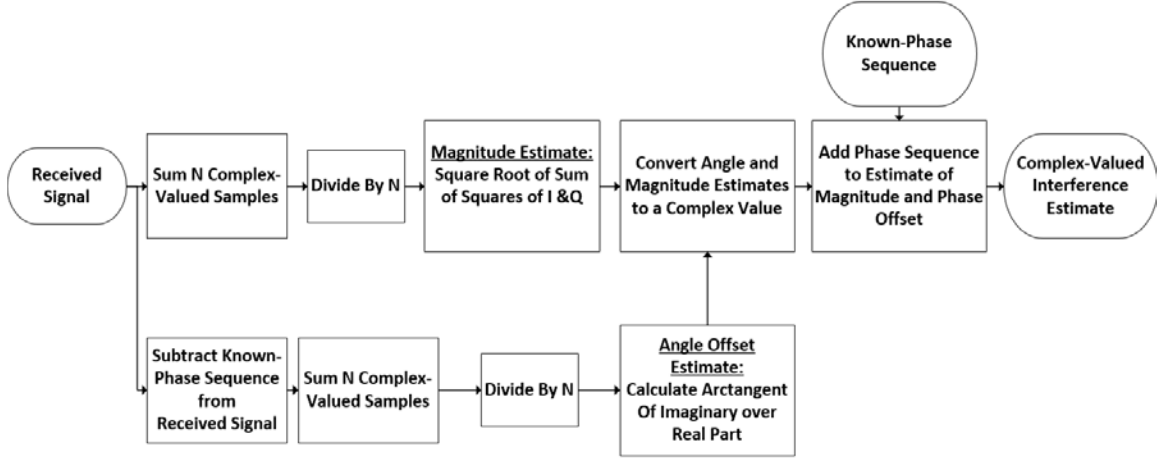 Known-Phase
Sequence
Received
Signal
Sum N Complex-
Valued Samples
Divide By N
Magnitude Estimate:
Square Root of Sum
of Squares of I &Q
Convert Angle and
Magnitude Estimates
to a Complex Value
Add Phase Sequence
to Estimate of
Magnitude and Phase
Offset
Complex-Valued
Interference
Estimate
Subtract Known-
Phase Sequence
from
Received Signal
Sum N Complex-
Valued Samples
Divide By N
Angle Offset
Estimate:
Calculate Arctangent
Of Imaginary over
Real Part